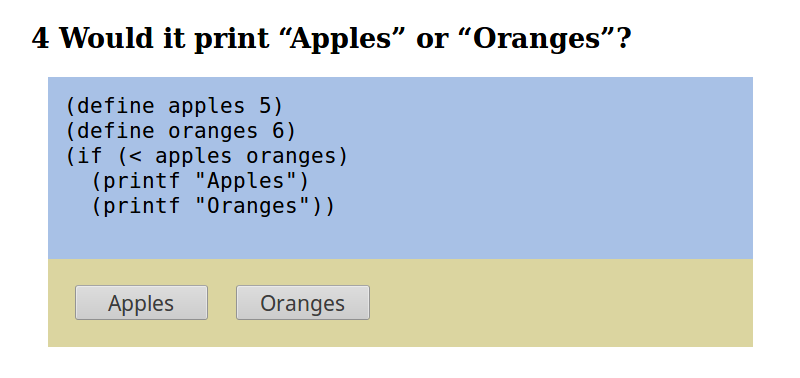 4 Would it print “Apples” or “Oranges”?
(define apples 5)
(define oranges 6)
(if (< apples oranges)
  (printf "Apples")
  (printf "Oranges"))
Apples
Oranges